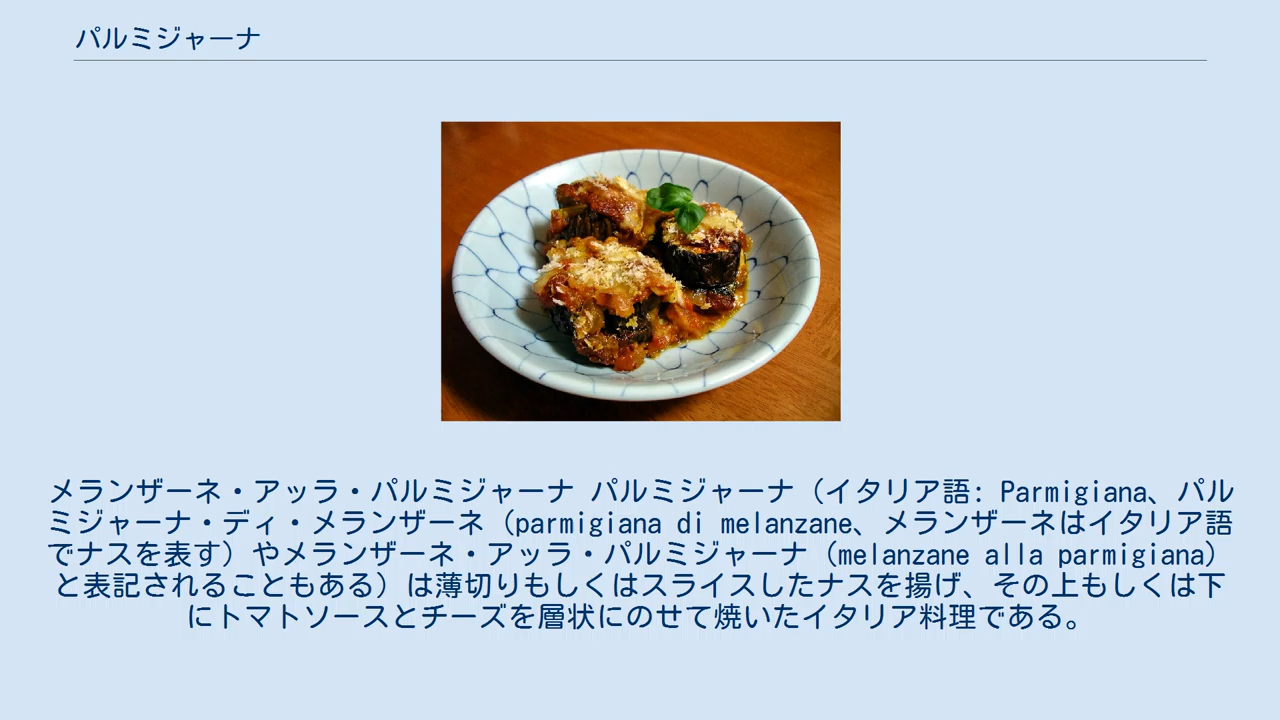 パルミジャーナ
メランザーネ・アッラ・パルミジャーナ パルミジャーナ（イタリア語: Parmigiana、パル
ミジャーナ・ディ・メランザーネ（parmigiana di melanzane、メランザーネはイタリア語
でナスを表す）やメランザーネ・アッラ・パルミジャーナ（melanzane alla parmigiana）
と表記されることもある）は薄切りもしくはスライスしたナスを揚げ、その上もしくは下
にトマトソースとチーズを層状にのせて焼いたイタリア料理である。